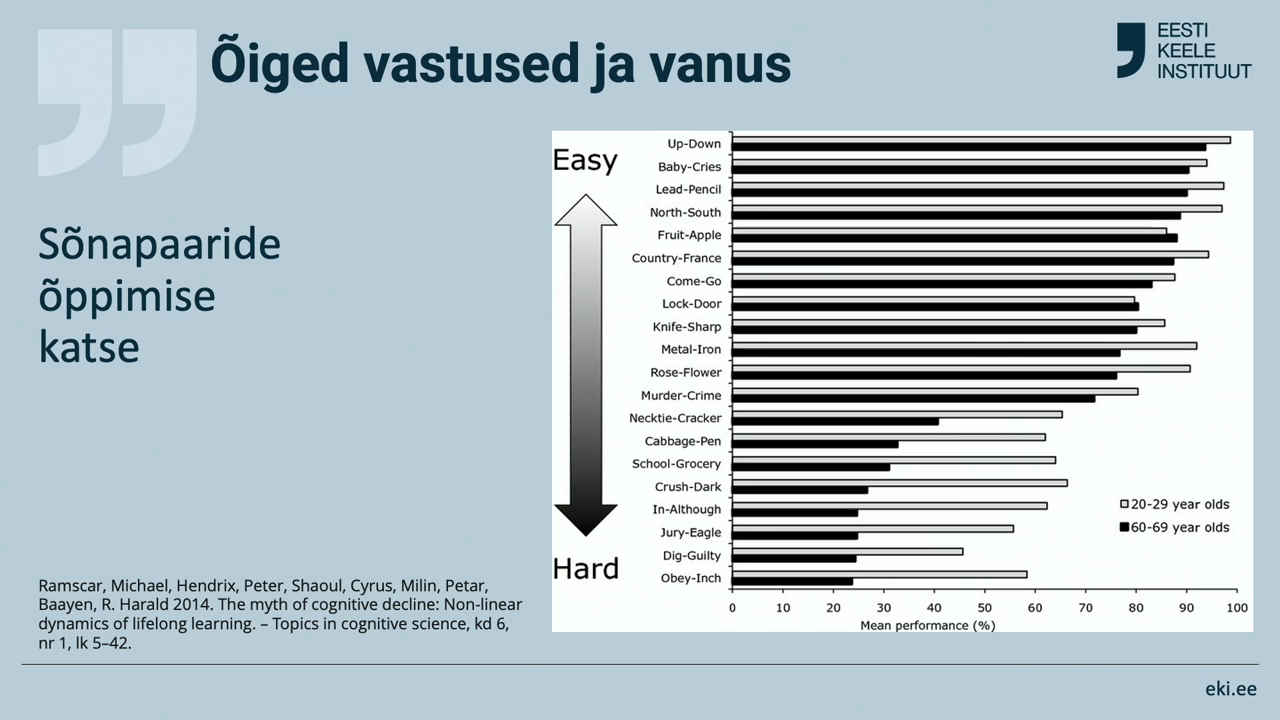 Õiged vastused ja vanus
EESTI
KEELE
INSTITUUT
Sõnapaaride
õppimise
katse
Easy
Hard
Up-Down
Baby-Cries
Lead-Pencil
North-South
Fruit-Apple
Country-France
Come-Go
Lock-Door
Knife-Sharp
Metal-Iron
Rose-Flower
Murder-Crime
Necktie-Cracker
Cabbage-Pen
School-Grocery
Crush-Dark
In-Although
Jury-Eagle
Dig-Guilty
Obey-Inch
20-29 year olds
60-69 year olds
0 10 20 30 40 50 60 70 80 90 100
Mean performance (%)
Ramscar, Michael, Hendrix, Peter, Shaoul, Cyrus, Milin, Petar,
Baayen, R. Harald 2014. The myth of cognitive decline: Non-linear
dynamics of lifelong learning. – Topics in cognitive science, kd 6,
nr 1, lk 5–42.
eki.ee